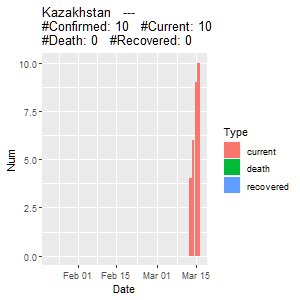 Kazakhstan   ---
#Confirmed: 10   #Current: 10
#Death: 0   #Recovered: 0
10.0
7.5
5.0
2.5
0.0
Num
Feb 01   Feb 15   Mar 01   Mar 15
Date
Type
current
death
recovered